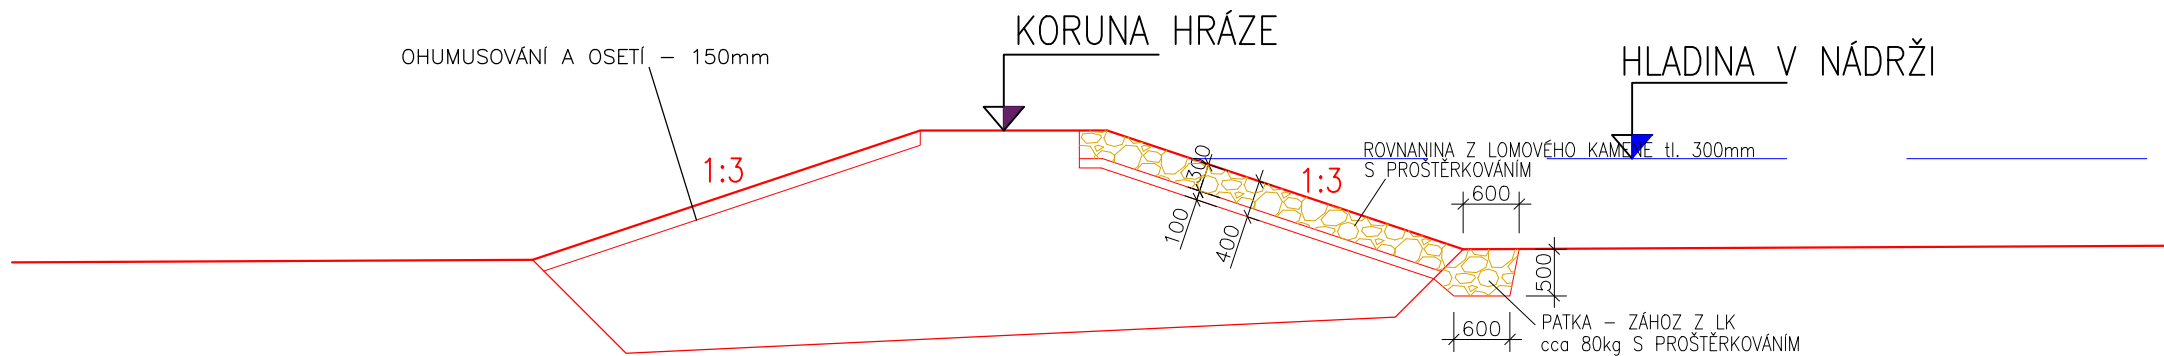 KORUNA HRÁZE
OHUMUSOVÁNÍ A OSETÍ – 150mm
HLADINA V NÁDRŽI
1:3
ROVNANINA Z LOMOVÉHO KAMENE tl. 300mm
S PROŠTĚRKOVÁNÍM
300
1:3
600
100
400
500
600
PATKA – ZÁHOZ Z LK
cca 80kg S PROŠTĚRKOVÁNÍM